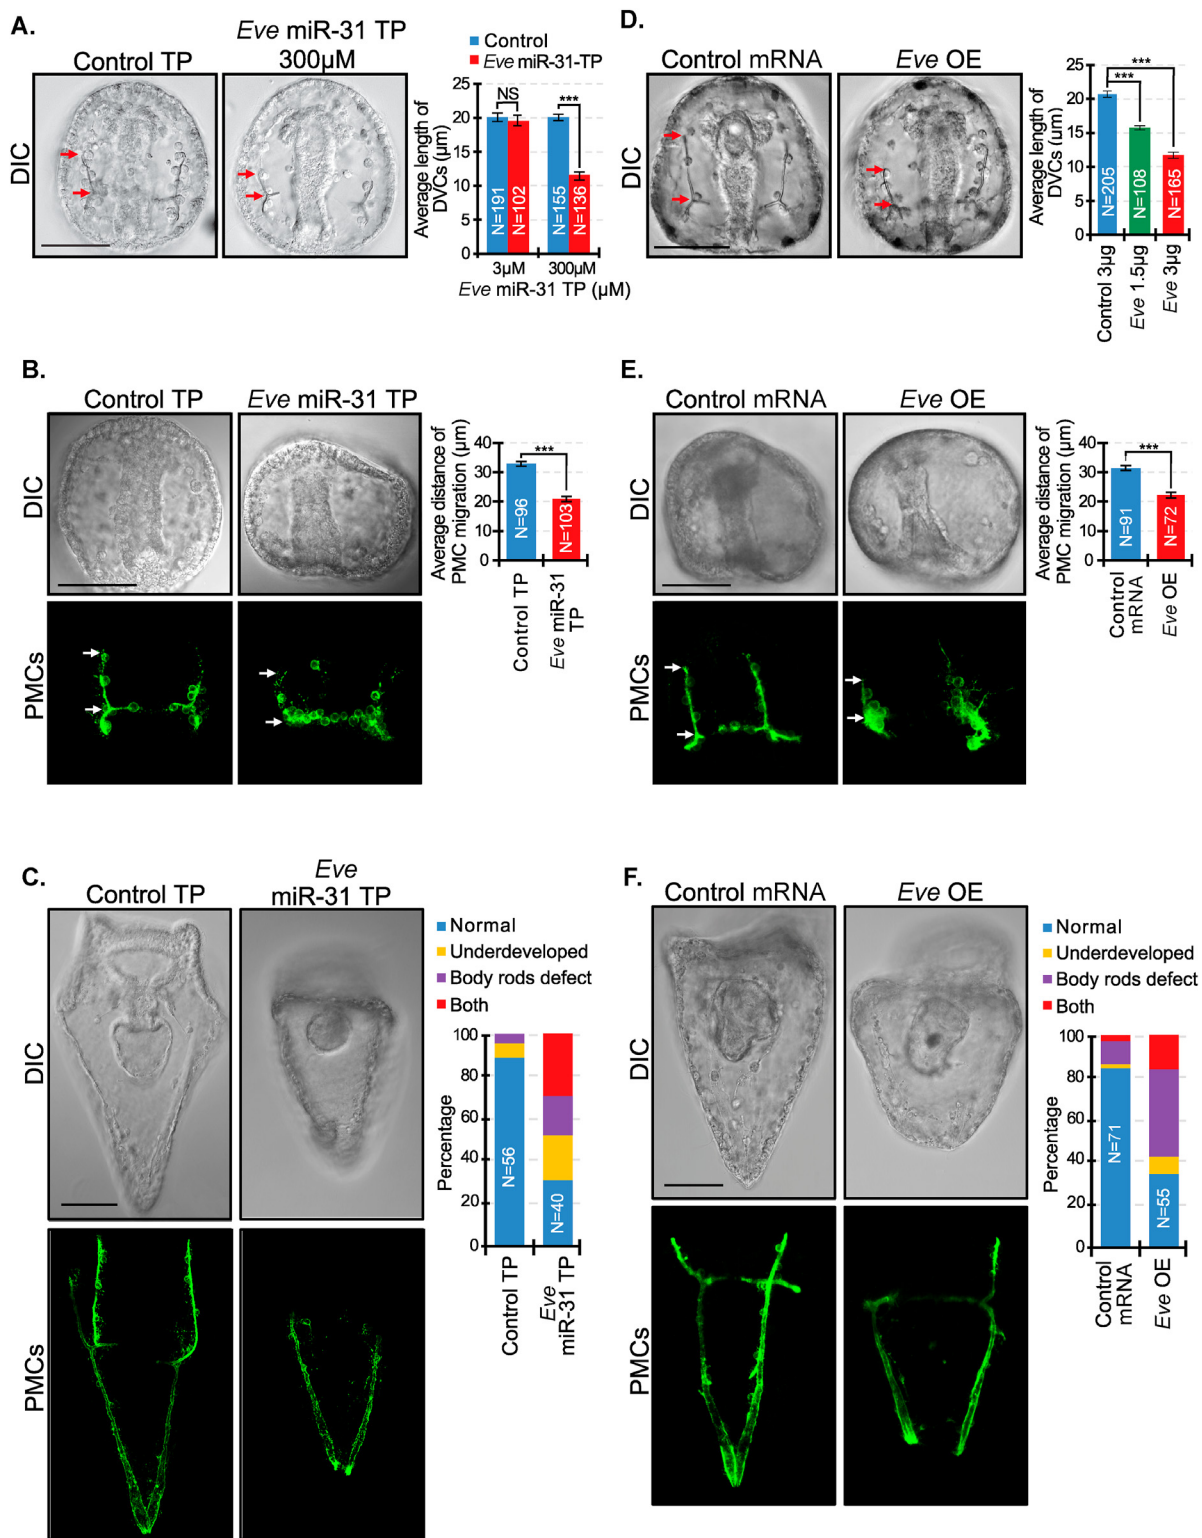 A.
Control TP
Eve miR-31 TP
300µM
DIC
Control
Eve miR-31-TP
Average length of
DVCs (µm)
25
20
15
10
5
0
NS
***
N=191
N=102
N=155
N=136
3µM
300µM
Eve miR-31 TP (µM)
D.
Control mRNA
Eve OE
DIC
Average length of
DVCs (µm)
25
20
15
10
5
0
***
***
N=205
N=108
N=165
Control 3µg
Eve 1.5µg
Eve 3µg
B.
Control TP
Eve miR-31 TP
DIC
PMCs
Average distance of
PMC migration (µm)
40
30
20
10
0
***
N=96
N=103
Control TP
Eve miR-31
TP
E.
Control mRNA
Eve OE
DIC
PMCs
Average distance of
PMC migration (µm)
40
30
20
10
0
***
N=91
N=72
Control
mRNA
Eve OE
C.
Control TP
Eve
miR-31 TP
DIC
PMCs
Normal
Underdeveloped
Body rods defect
Both
Percentage
100
80
60
40
20
0
N=56
N=40
Control TP
Eve
miR-31 TP
F.
Control mRNA
Eve OE
DIC
PMCs
Normal
Underdeveloped
Body rods defect
Both
Percentage
100
80
60
40
20
0
N=71
N=55
Control
mRNA
Eve OE